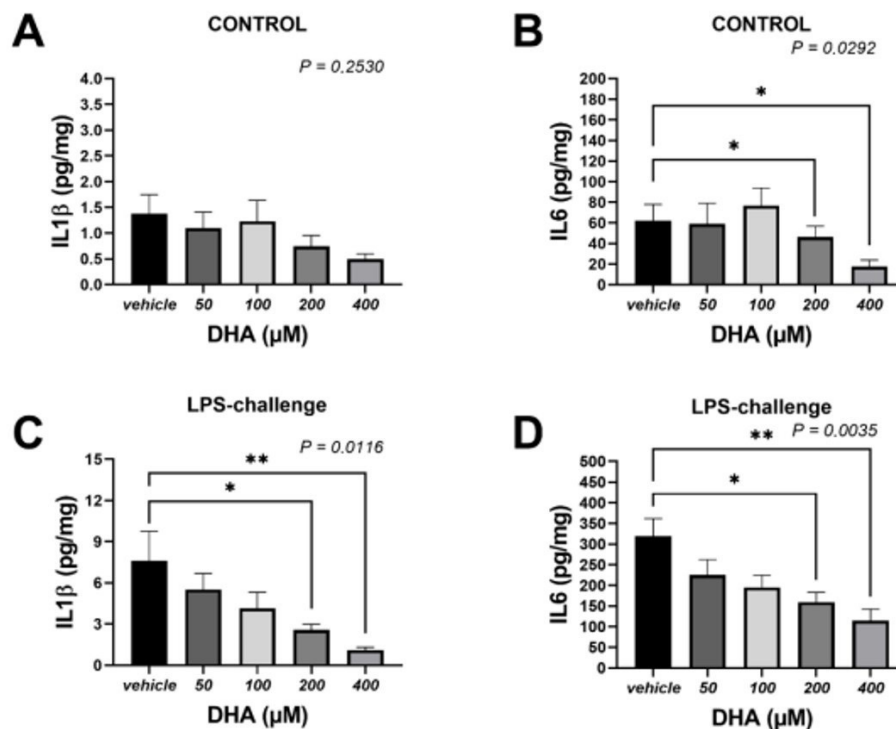 A
CONTROL
P = 0.2530
IL1β (pg/mg)
4.0
3.5
3.0
2.5
2.0
1.5
1.0
0.5
0.0
vehicle 50 100 200 400
DHA (µM)
B
CONTROL
P = 0.0292
IL6 (pg/mg)
200
180
160
140
120
100
80
60
40
20
0
*
*
vehicle 50 100 200 400
DHA (µM)
C
LPS-challenge
P = 0.0116
IL1β (pg/mg)
15
12
9
6
3
0
**
*
vehicle 50 100 200 400
DHA (µM)
D
LPS-challenge
P = 0.0035
IL6 (pg/mg)
500
450
400
350
300
250
200
150
100
50
0
**
*
vehicle 50 100 200 400
DHA (µM)